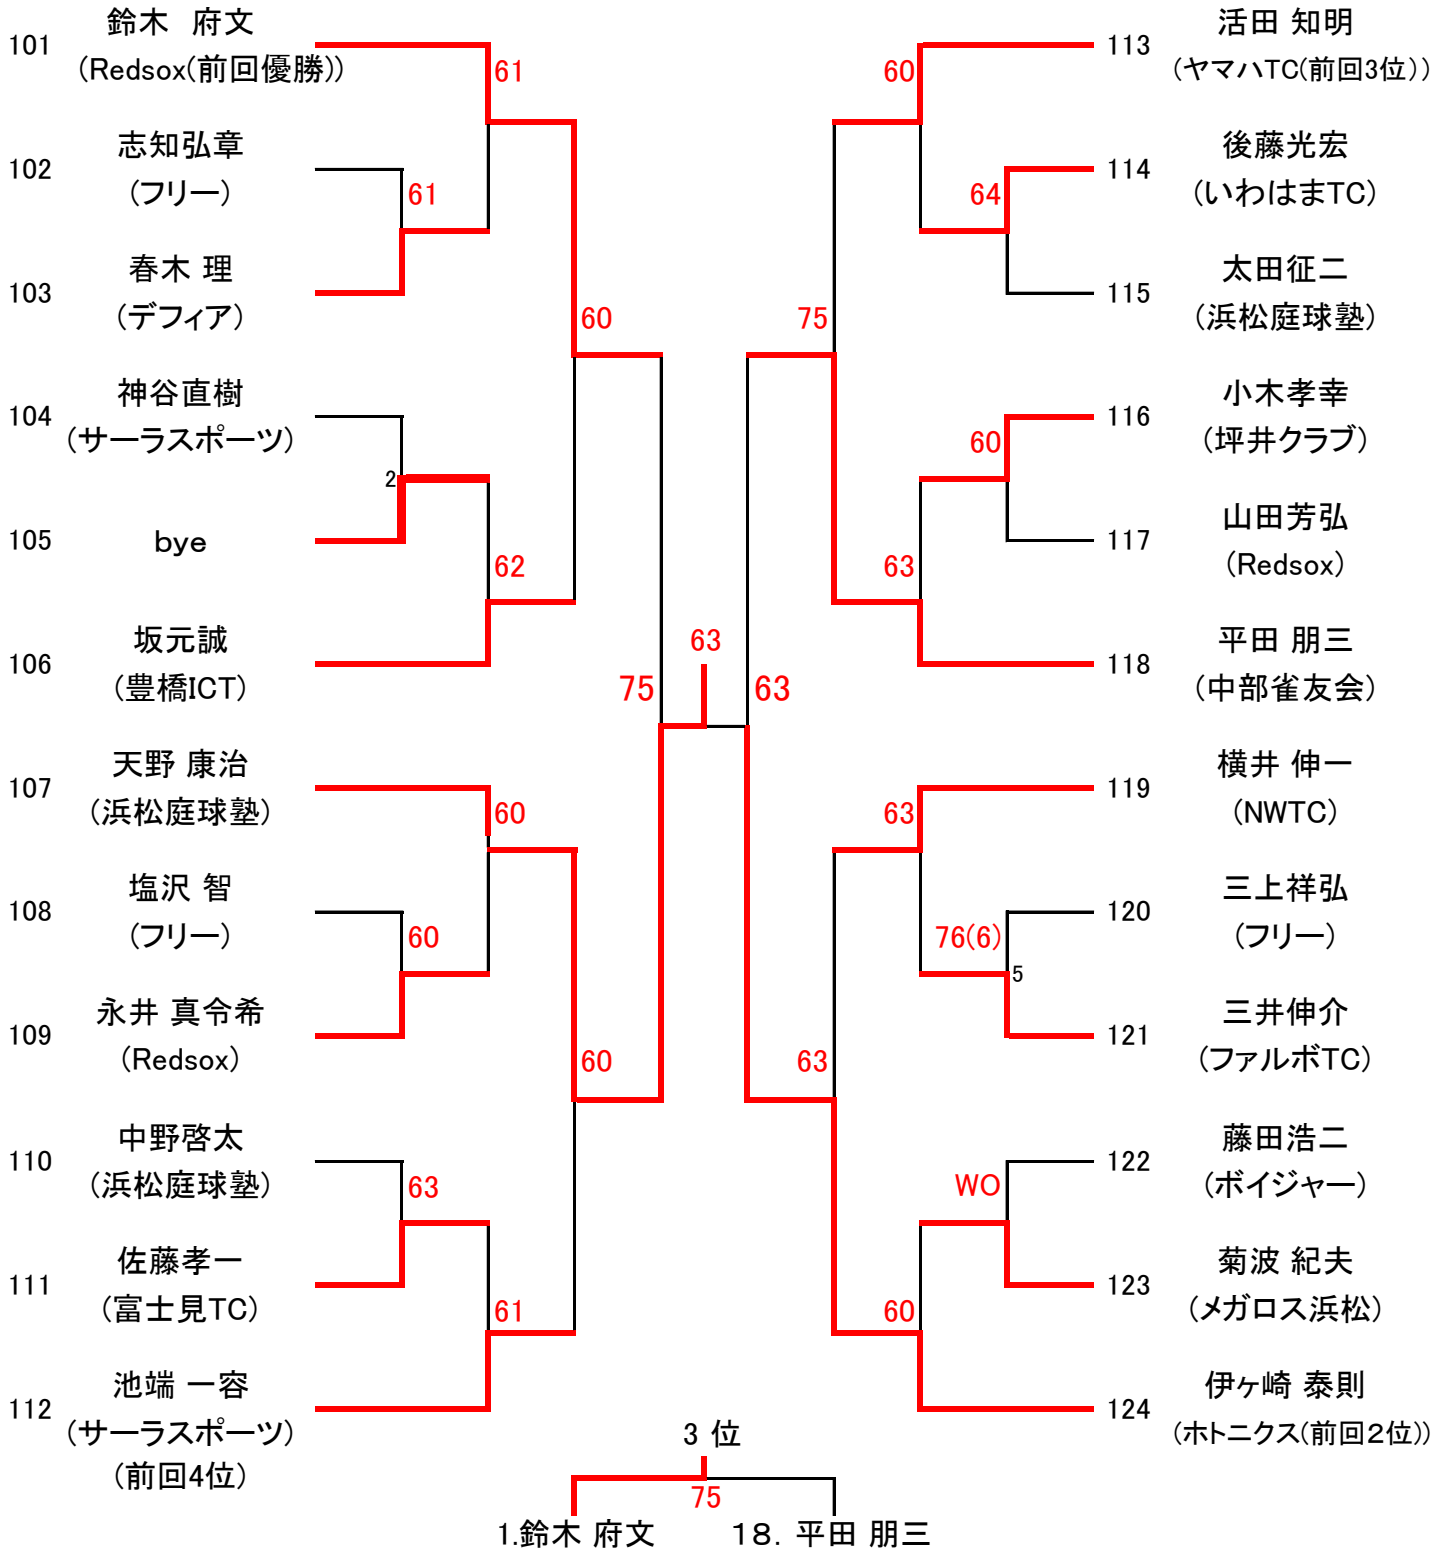 101 鈴木 府文
(Redsox(前回優勝))
61
102 志知弘章
(フリー)
61
103 春木 理
(デフィア)
60
104 神谷直樹
(サーラスポーツ)
2
105 bye
62
106 坂元誠
(豊橋ICT)
75
107 天野 康治
(浜松庭球塾)
60
108 塩沢 智
(フリー)
60
109 永井 真令希
(Redsox)
60
110 中野啓太
(浜松庭球塾)
63
111 佐藤孝一
(富士見TC)
61
112 池端 一容
(サーラスポーツ)
(前回4位)
63
113 活田 知明
(ヤマハTC(前回3位))
60
114 後藤光宏
(いわはまTC)
64
115 太田征二
(浜松庭球塾)
75
116 小木孝幸
(坪井クラブ)
60
117 山田芳弘
(Redsox)
63
118 平田 朋三
(中部雀友会)
63
119 横井 伸一
(NWTC)
63
120 三上祥弘
(フリー)
76(6)
5
121 三井伸介
(ファルボTC)
63
122 藤田浩二
(ボイジャー)
WO
123 菊波 紀夫
(メガロス浜松)
60
124 伊ヶ崎 泰則
(ホトニクス(前回2位))
3 位
75
1.鈴木 府文 18. 平田 朋三